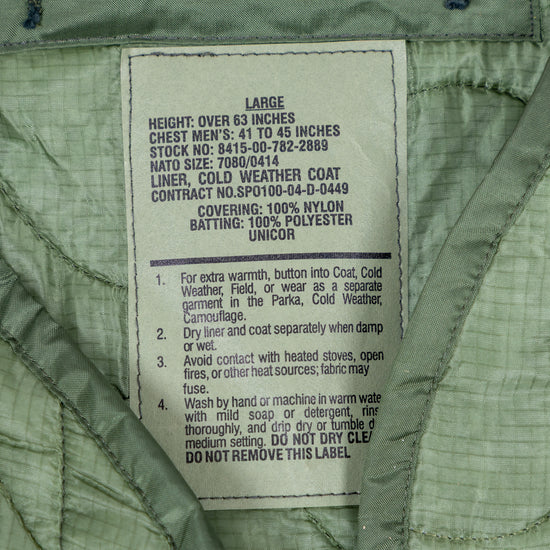 LARGE
HEIGHT: OVER 63 INCHES
CHEST MEN'S: 41 TO 45 INCHES
STOCK NO: 8415-00-782-2889
NATO SIZE: 7080/0414
LINER, COLD WEATHER COAT
CONTRACT NO.SPO100-04-D-0449
COVERING: 100% NYLON
BATTING: 100% POLYESTER
UNICOR
1. For extra warmth, button into Coat, Cold
Weather, Field, or wear as a separate
garment in the Parka, Cold Weather,
Camouflage.
2. Dry liner and coat separately when damp
or wet.
3. Avoid contact with heated stoves, open
fires, or other heat sources; fabric may
fuse.
4. Wash by hand or machine in warm wate
with mild soap or detergent, rins
thoroughly, and drip dry or tumble d
medium setting. DO NOT DRY CLEA
DO NOT REMOVE THIS LABEL